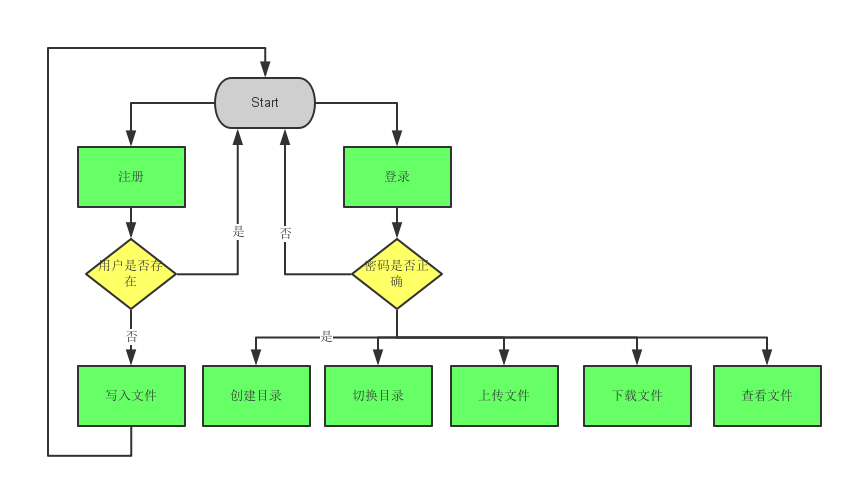 Start
注册
登录
是
否
用户是否存
在
密码是否正
确
否
是
写入文件
创建目录
切换目录
上传文件
下载文件
查看文件